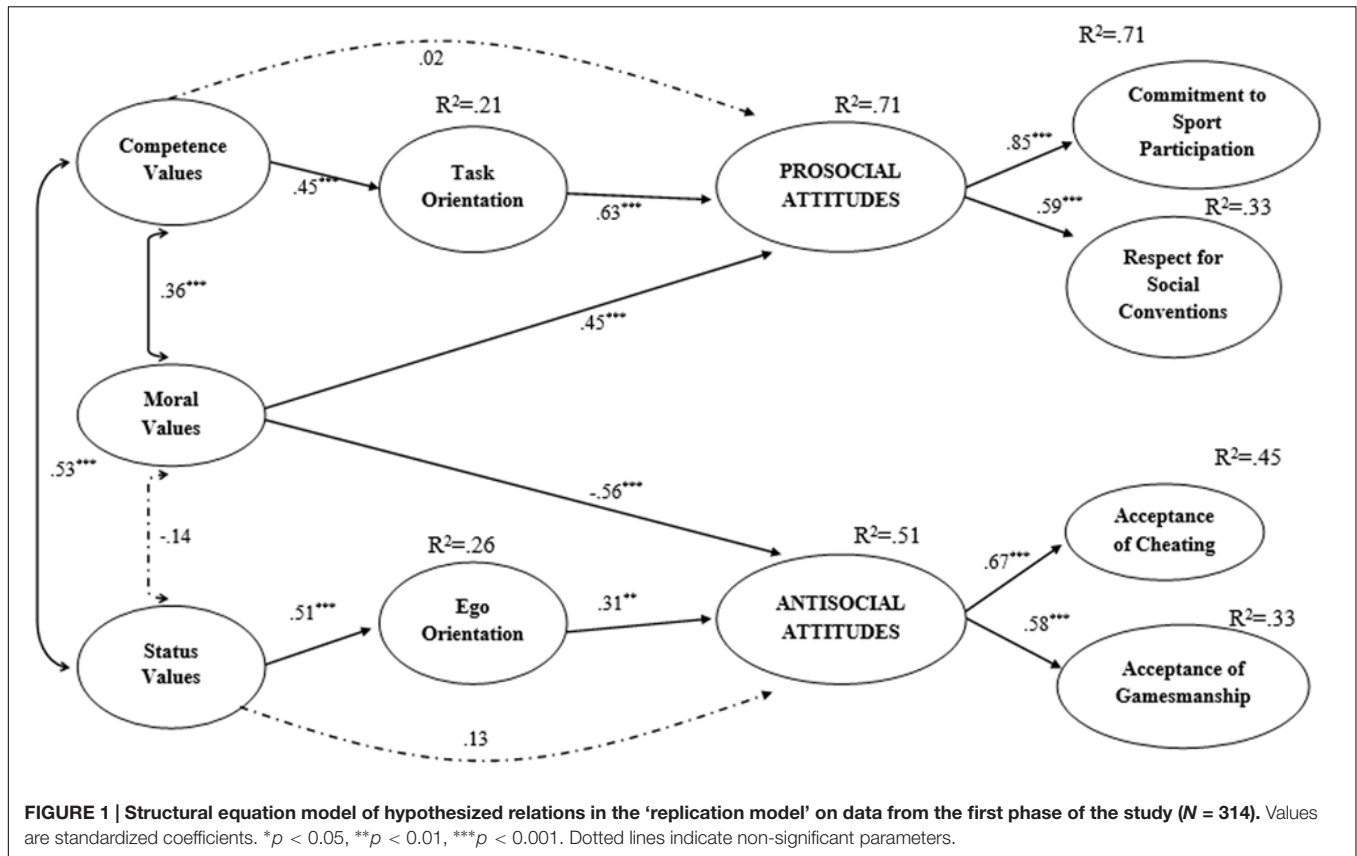 R²=.71
.02
R²=.21
R²=.71
Commitment to
Sport
Participation
Competence
Values
.45***
Task
Orientation
.63***
PROSOCIAL
ATTITUDES
.85***
.59***
R²=.33
Respect for
Social
Conventions
.36***
.45***
Moral
Values
.53***
-.14
-.56***
R²=.45
Acceptance
of Cheating
R²=.26
R²=.51
.67***
Status
Values
.51***
Ego
Orientation
.31**
ANTISOCIAL
ATTITUDES
.58***
R²=.33
Acceptance of
Gamesmanship
.13
FIGURE 1 | Structural equation model of hypothesized relations in the ‘replication model’ on data from the first phase of the study (N = 314). Values
are standardized coefficients. *p < 0.05, **p < 0.01, ***p < 0.001. Dotted lines indicate non-significant parameters.